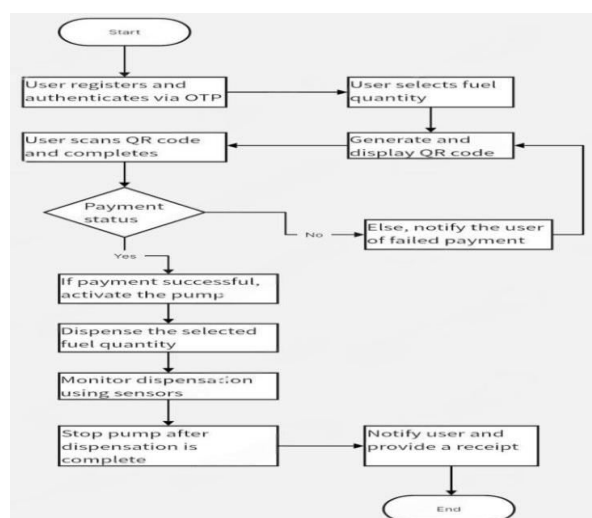 Start
User registers and
authenticates via OTP
User selects fuel
quantity
Generate and
display QR code
User scans QR code
and completes
Payment
status
No
Else, notify the user
of failed payment
Yes
If payment successful,
activate the pump
Dispense the selected
fuel quantity
Monitor dispensation
using sensors
Stop pump after
dispensation is
complete
Notify user and
provide a receipt
End